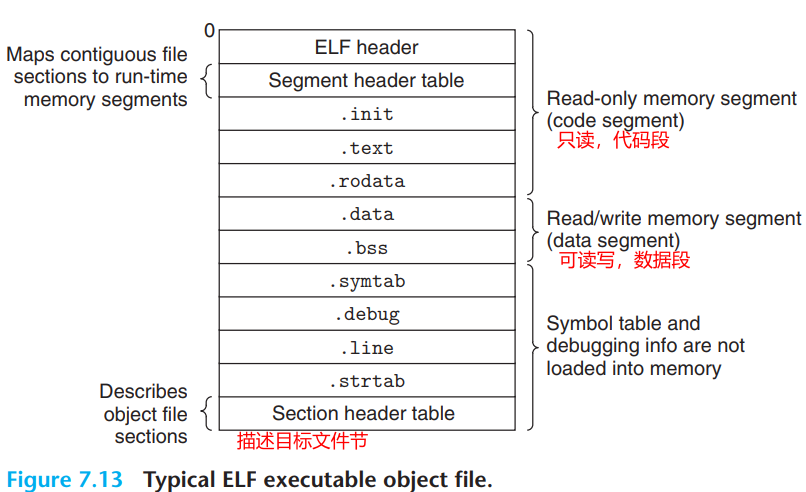 0
ELF header
Maps contiguous file
sections to run-time
memory segments
Segment header table
.init
.text
.rodata
Read-only memory segment
(code segment)
只读，代码段
.data
.bss
Read/write memory segment
(data segment)
可读写，数据段
.symtab
.debug
.line
.strtab
Symbol table and
debugging info are not
loaded into memory
Describes
object file
sections
Section header table
描述目标文件节
Figure 7.13 Typical ELF executable object file.